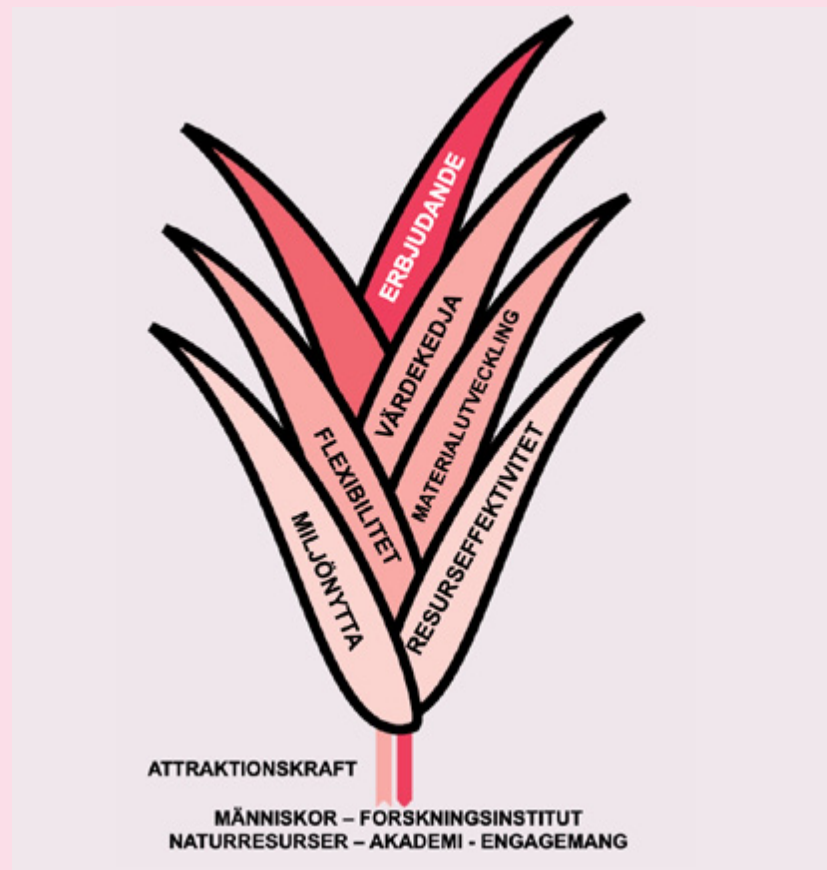 ERBJUDANDE
VÄRDEKEDJA
MATERIALUTVECKLING
FLEXIBILITET
MILJÖNYTTA
RESURSEFFEKTIVITET
ATTRAKTIONSKRAFT
MÄNNISKOR – FORSKNINGSINSTITUT
NATURRESURSER – AKADEMI - ENGAGEMANG